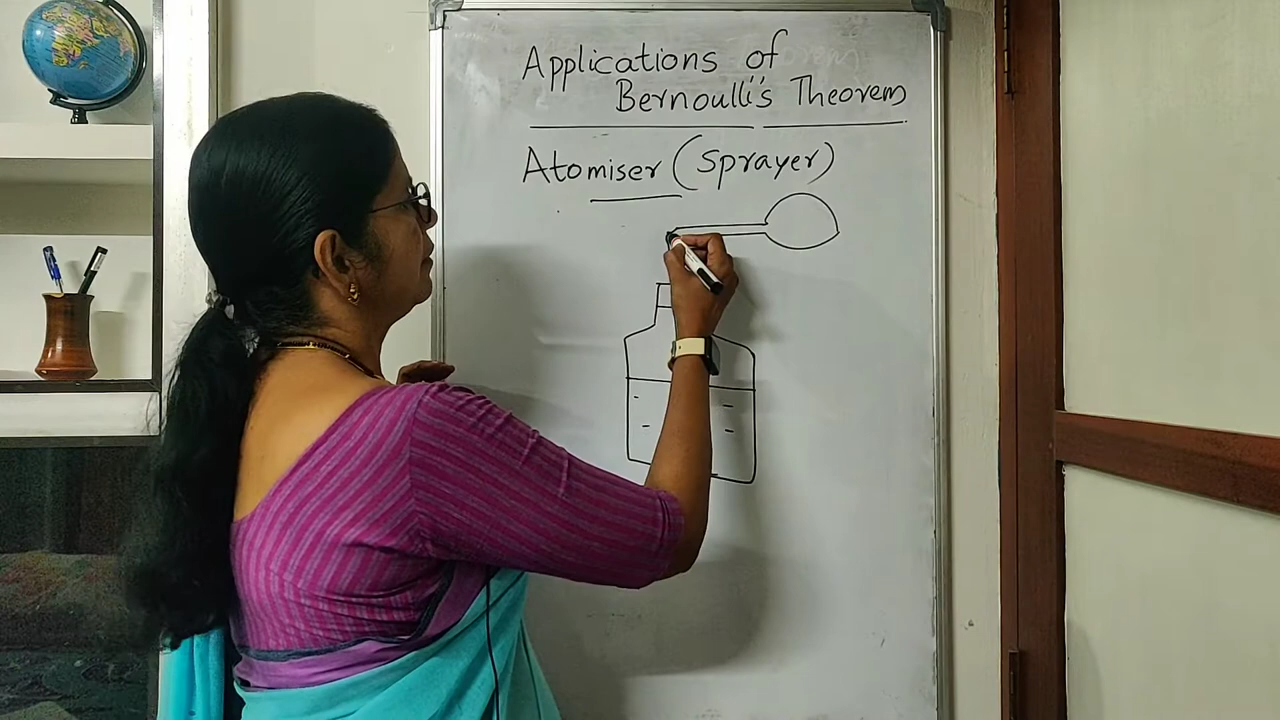 Applications of
Bernoulli's Theorem
Atomiser (Sprayer)